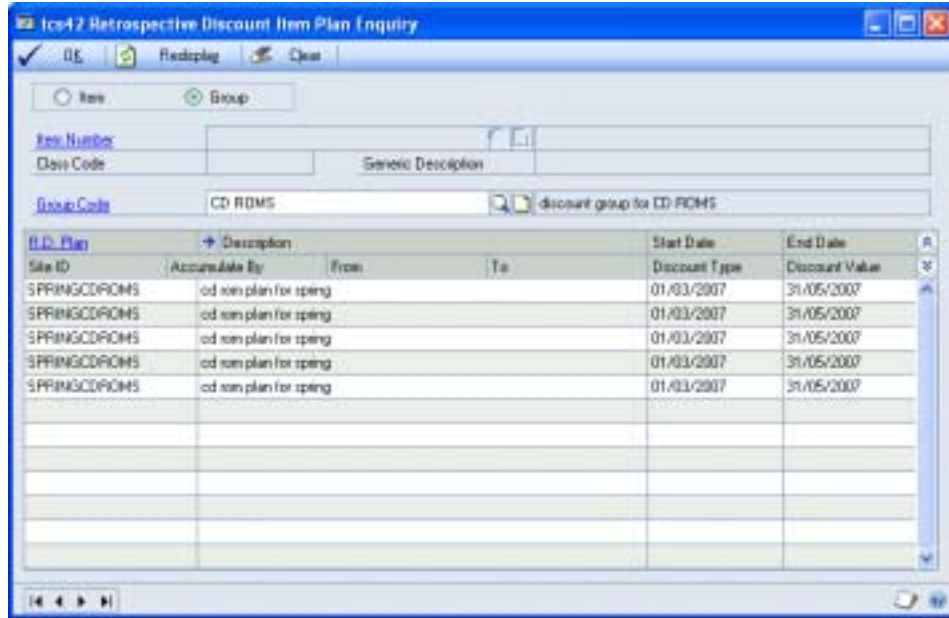 tcs42 Retrospective Discount Item Plan Enquiry
OK Redisplay Clear
Item Group
Item Number
Class Code Generic Description
Group Code CD ROMS discount group for CD ROMS
R.D. Plan Description Start Date End Date
Site ID Accumulate By From To Discount Type Discount Value
SPRINGCDROMS cd rom plan for spring 01/03/2007 31/05/2007
SPRINGCDROMS cd rom plan for spring 01/03/2007 31/05/2007
SPRINGCDROMS cd rom plan for spring 01/03/2007 31/05/2007
SPRINGCDROMS cd rom plan for spring 01/03/2007 31/05/2007
SPRINGCDROMS cd rom plan for spring 01/03/2007 31/05/2007